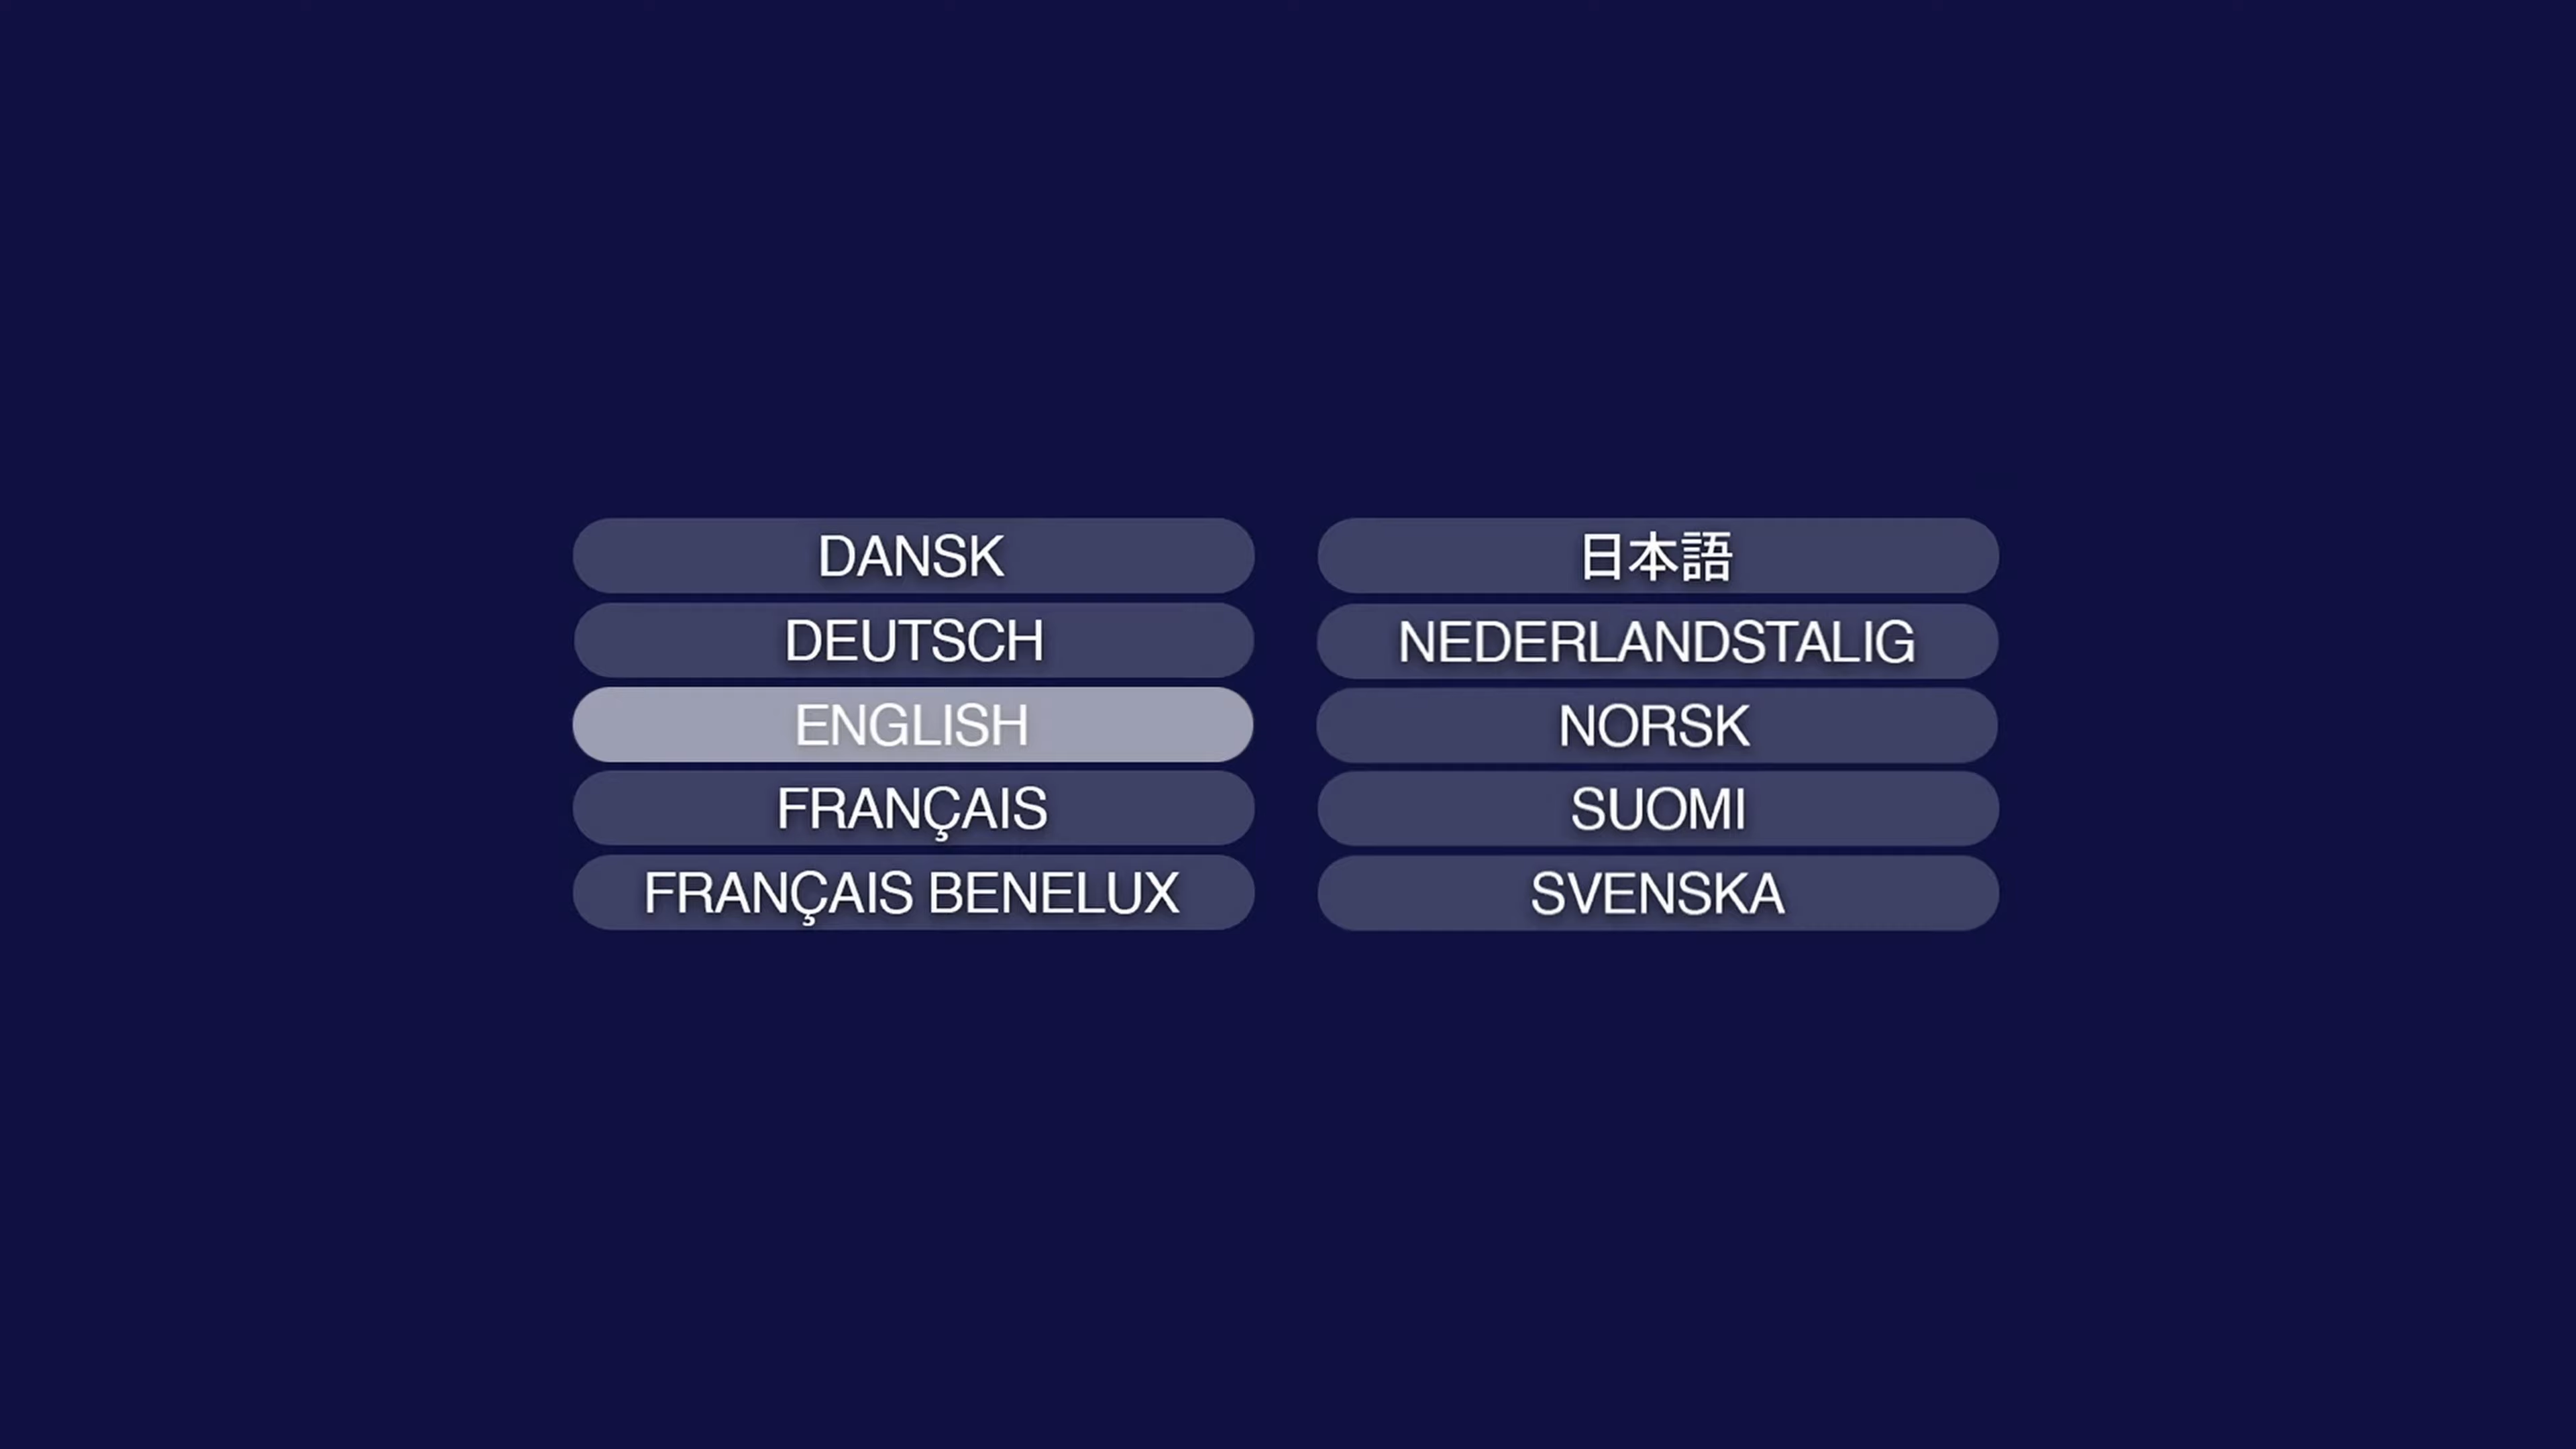 DANSK
DEUTSCH
ENGLISH
FRANÇAIS
FRANÇAIS BENELUX
日本語
NEDERLANDSTALIG
NORSK
SUOMI
SVENSKA